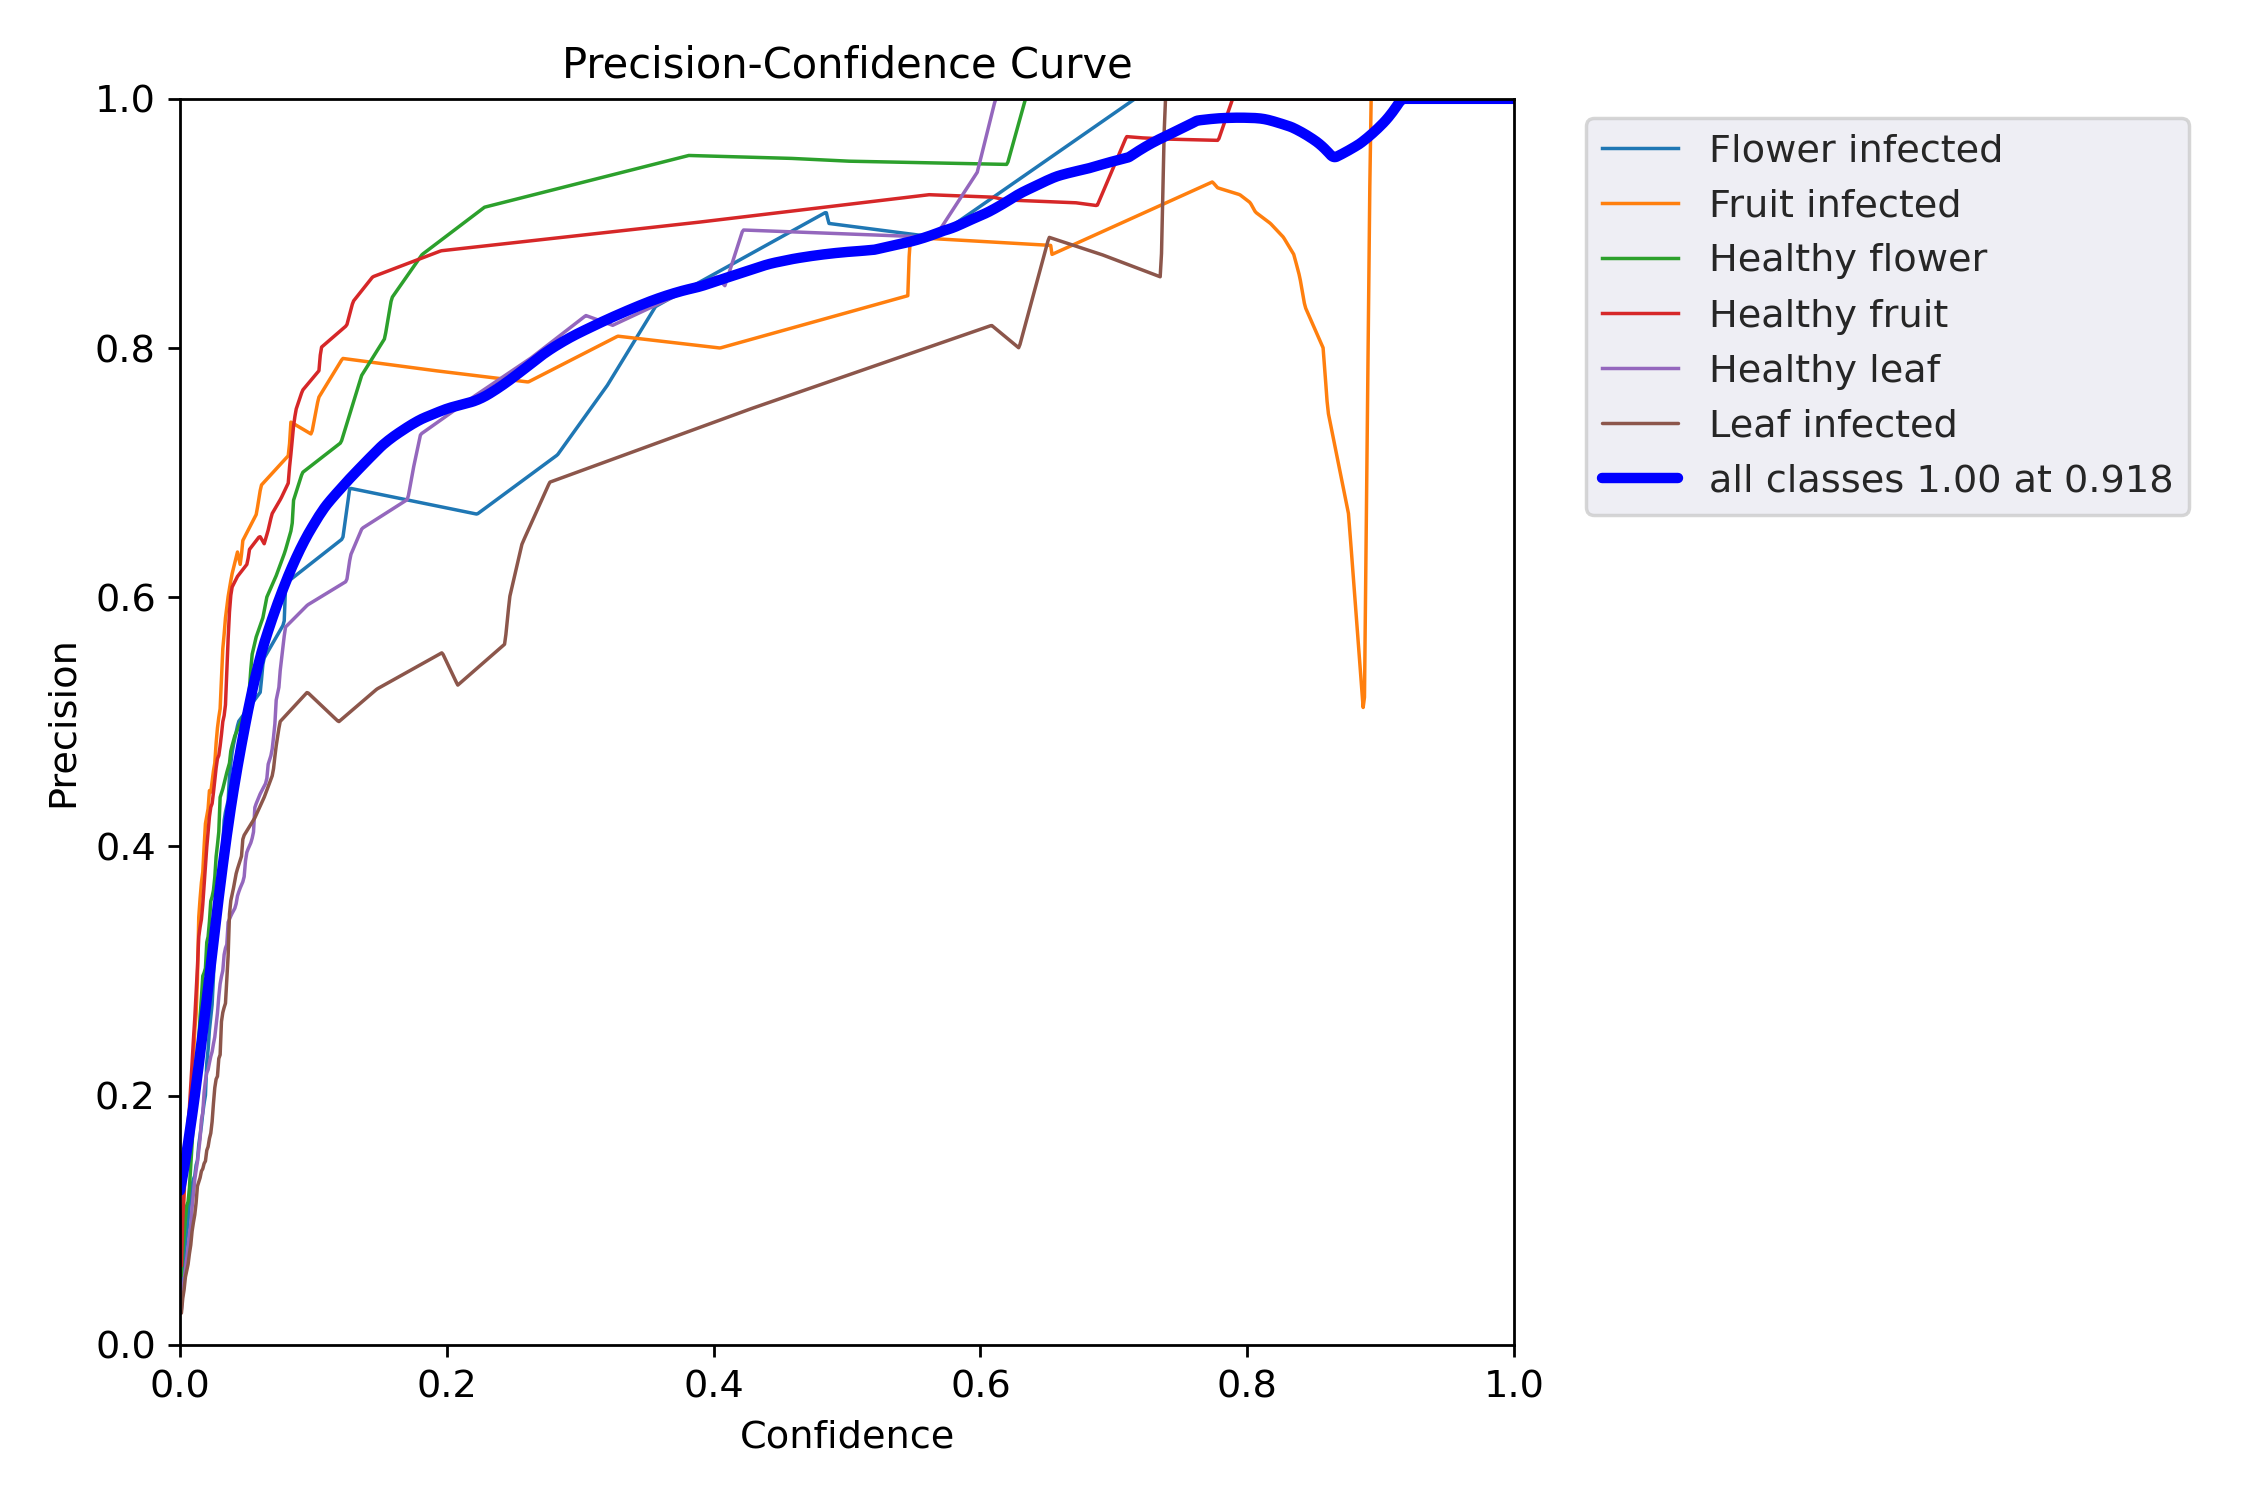 Precision-Confidence Curve
1.0
0.8
0.6
0.4
0.2
0.0
Precision
0.0 0.2 0.4 0.6 0.8 1.0
Confidence
Flower infected
Fruit infected
Healthy flower
Healthy fruit
Healthy leaf
Leaf infected
all classes 1.00 at 0.918